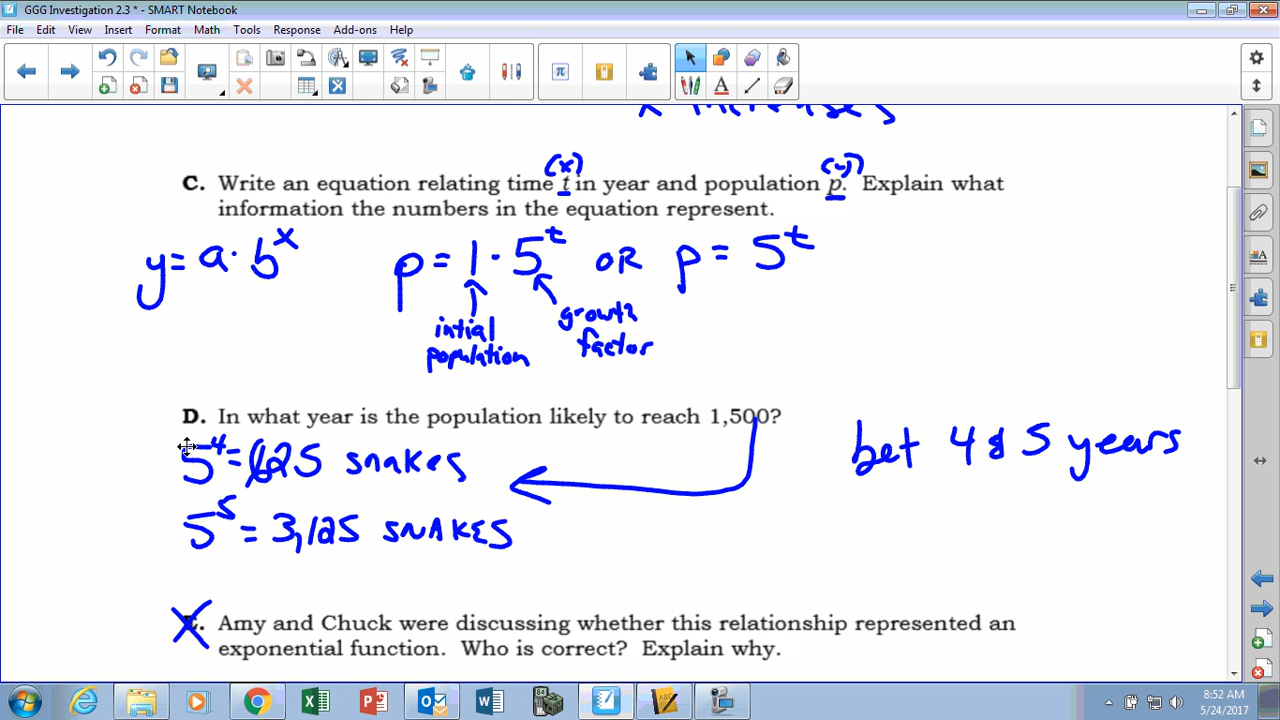 GGG Investigation 2.3 * - SMART Notebook
File Edit View Insert Format Math Tools Response Add-ons Help
x increases
(x) (y)
C. Write an equation relating time t in year and population p. Explain what
information the numbers in the equation represent.
y = a · b^x p = 1 · 5^t OR p = 5^t
intial population
growth factor
D. In what year is the population likely to reach 1,500?
5^4 = 625 snakes
bet 4 & 5 years
5^5 = 3,125 SNAKES
E. Amy and Chuck were discussing whether this relationship represented an
exponential function. Who is correct? Explain why.
8:52 AM
5/24/2017